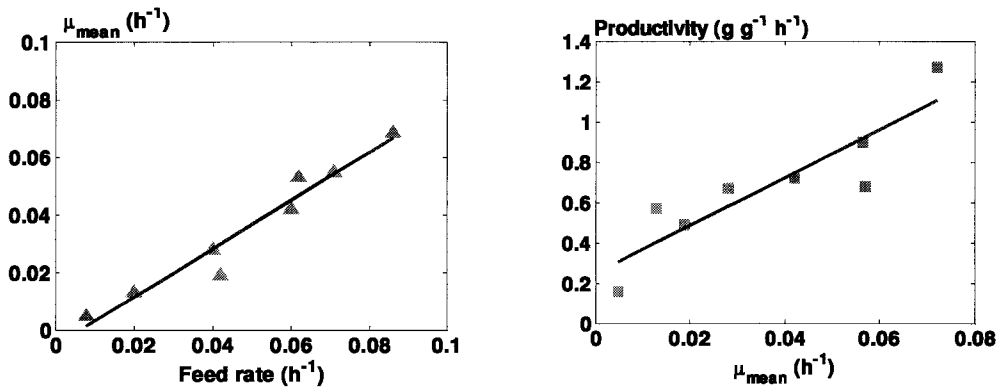 μmean (h-1)
0.1
0.08
0.06
0.04
0.02
0
0 0.02 0.04 0.06 0.08 0.1
Feed rate (h-1)
Productivity (g g-1 h-1)
1.4
1.2
1
0.8
0.6
0.4
0.2
0
0 0.02 0.04 0.06 0.08
μmean (h-1)